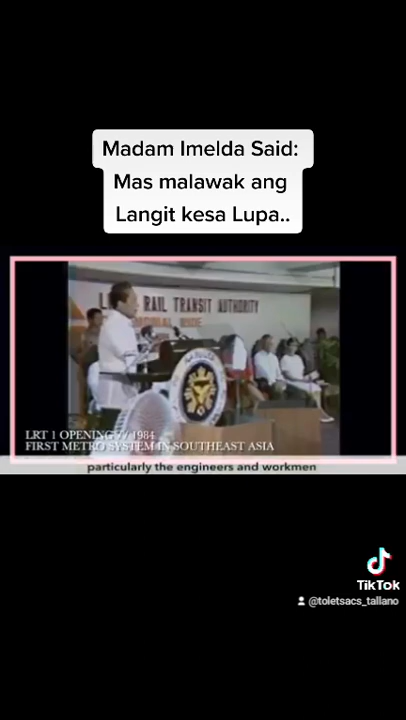 Madam Imelda Said:
Mas malawak ang
Langit kesa Lupa..
RAIL TRANSIT AUTHORITY
LRT 1 OPENING // 1984
FIRST METRO SYSTEM IN SOUTHEAST ASIA
particularly the engineers and workmen
TikTok
@toletsacs_tallano